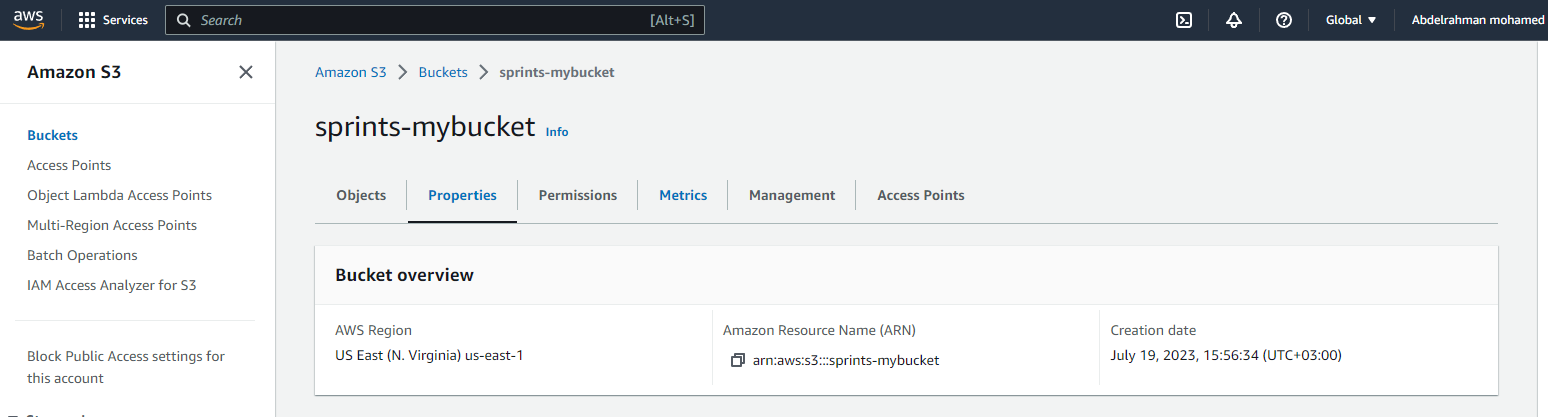 aws
Services
Search
[Alt+S]
Global
Abdelrahman mohamed
Amazon S3
Buckets
Access Points
Object Lambda Access Points
Multi-Region Access Points
Batch Operations
IAM Access Analyzer for S3
Block Public Access settings for
this account
Amazon S3 > Buckets > sprints-mybucket
sprints-mybucket Info
Objects
Properties
Permissions
Metrics
Management
Access Points
Bucket overview
AWS Region
US East (N. Virginia) us-east-1
Amazon Resource Name (ARN)
arn:aws:s3:::sprints-mybucket
Creation date
July 19, 2023, 15:56:34 (UTC+03:00)